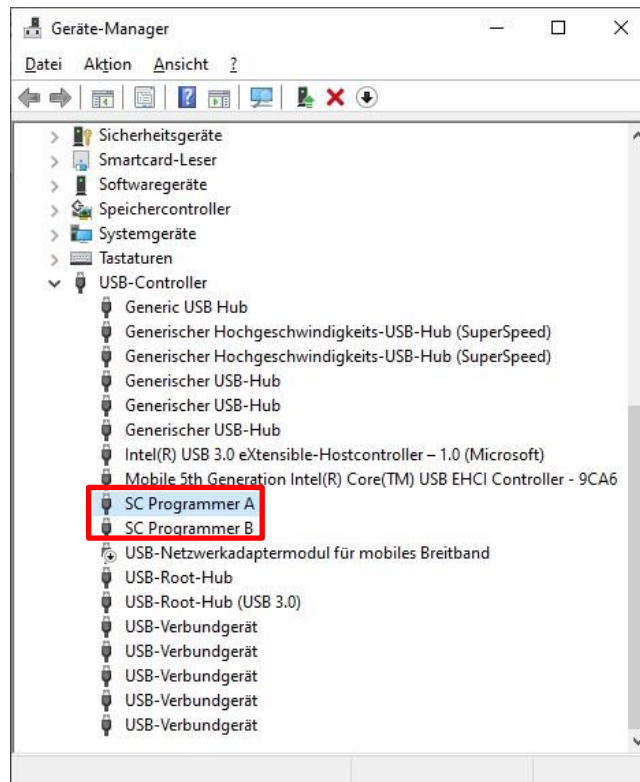 Geräte-Manager
Datei Aktion Ansicht ?
Sicherheitsgeräte
Smartcard-Leser
Softwaregeräte
Speichercontroller
Systemgeräte
Tastaturen
USB-Controller
Generic USB Hub
Generischer Hochgeschwindigkeits-USB-Hub (SuperSpeed)
Generischer Hochgeschwindigkeits-USB-Hub (SuperSpeed)
Generischer USB-Hub
Generischer USB-Hub
Generischer USB-Hub
Intel(R) USB 3.0 eXtensible-Hostcontroller – 1.0 (Microsoft)
Mobile 5th Generation Intel(R) Core(TM) USB EHCI Controller - 9CA6
SC Programmer A
SC Programmer B
USB-Netzwerkadaptermodul für mobiles Breitband
USB-Root-Hub
USB-Root-Hub (USB 3.0)
USB-Verbundgerät
USB-Verbundgerät
USB-Verbundgerät
USB-Verbundgerät
USB-Verbundgerät